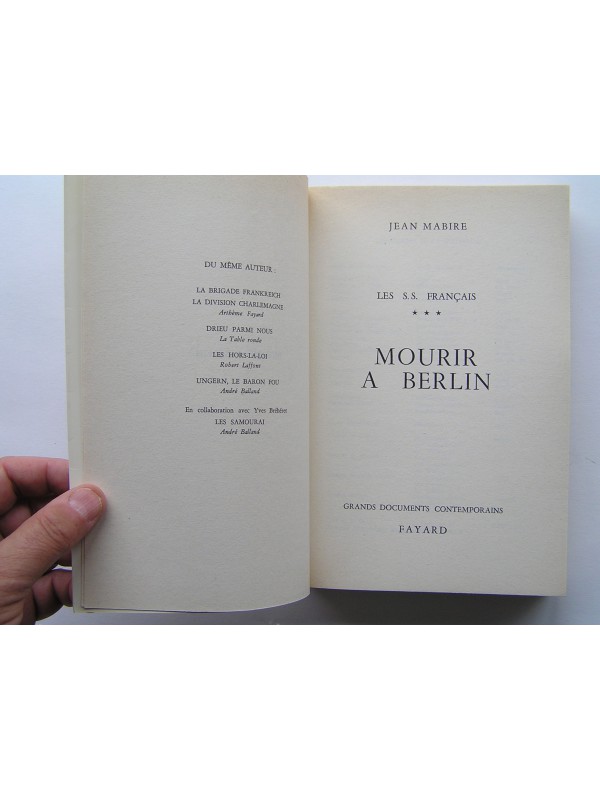 DU MÊME AUTEUR :
LA BRIGADE FRANKREICH
LA DIVISION CHARLEMAGNE
Arthème Fayard
DRIEU PARMI NOUS
La Table ronde
LES HORS-LA-LOI
Robert Laffont
UNGERN, LE BARON FOU
André Balland
En collaboration avec Yves Bréhèret
LES SAMOURAI
André Balland
JEAN MABIRE
LES S.S. FRANÇAIS
★ ★ ★
MOURIR
A BERLIN
GRANDS DOCUMENTS CONTEMPORAINS
FAYARD